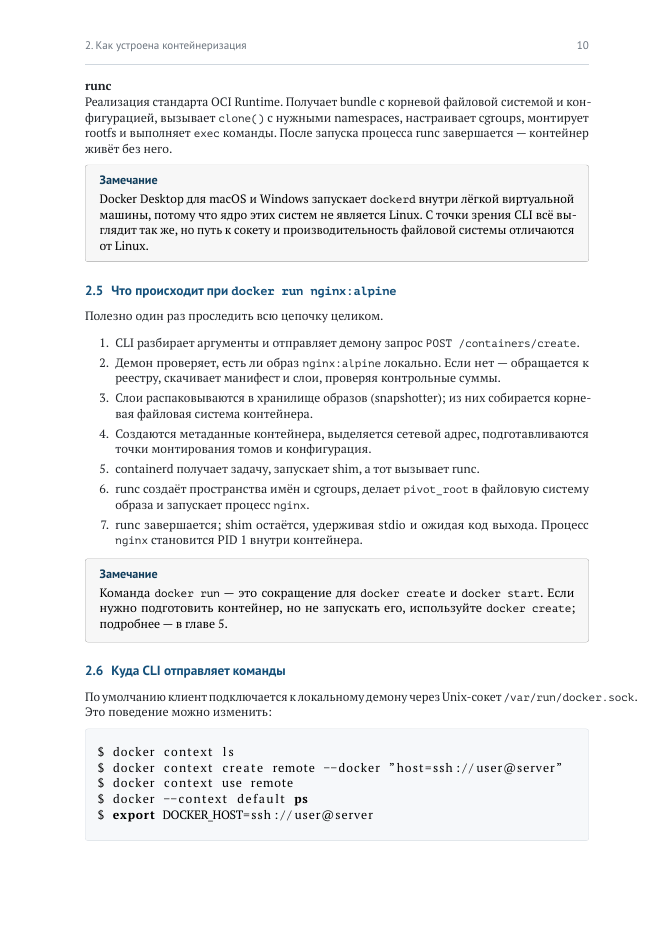 2. Как устроена контейнеризация 10
runc
Реализация стандарта OCI Runtime. Получает bundle с корневой файловой системой и кон-
фигурацией, вызывает clone() с нужными namespaces, настраивает cgroups, монтирует
rootfs и выполняет exec команды. После запуска процесса runc завершается — контейнер
живёт без него.
Замечание
Docker Desktop для macOS и Windows запускает dockerd внутри лёгкой виртуальной
машины, потому что ядро этих систем не является Linux. С точки зрения CLI всё вы-
глядит так же, но путь к сокету и производительность файловой системы отличаются
от Linux.
2.5 Что происходит при docker run nginx:alpine
Полезно один раз проследить всю цепочку целиком.
1. CLI разбирает аргументы и отправляет демону запрос POST /containers/create.
2. Демон проверяет, есть ли образ nginx:alpine локально. Если нет — обращается к
реестру, скачивает манифест и слои, проверяя контрольные суммы.
3. Слои распаковываются в хранилище образов (snapshotter); из них собирается корне-
вая файловая система контейнера.
4. Создаются метаданные контейнера, выделяется сетевой адрес, подготавливаются
точки монтирования томов и конфигурация.
5. containerd получает задачу, запускает shim, а тот вызывает runc.
6. runc создаёт пространства имён и cgroups, делает pivot_root в файловую систему
образа и запускает процесс nginx.
7. runc завершается; shim остаётся, удерживая stdio и ожидая код выхода. Процесс
nginx становится PID 1 внутри контейнера.
Замечание
Команда docker run — это сокращение для docker create и docker start. Если
нужно подготовить контейнер, но не запускать его, используйте docker create;
подробнее — в главе 5.
2.6 Куда CLI отправляет команды
По умолчанию клиент подключается к локальному демону через Unix-сокет /var/run/docker.sock.
Это поведение можно изменить:
$ docker context ls
$ docker context create remote --docker ”host=ssh://user@server”
$ docker context use remote
$ docker --context default ps
$ export DOCKER_HOST=ssh://user@server